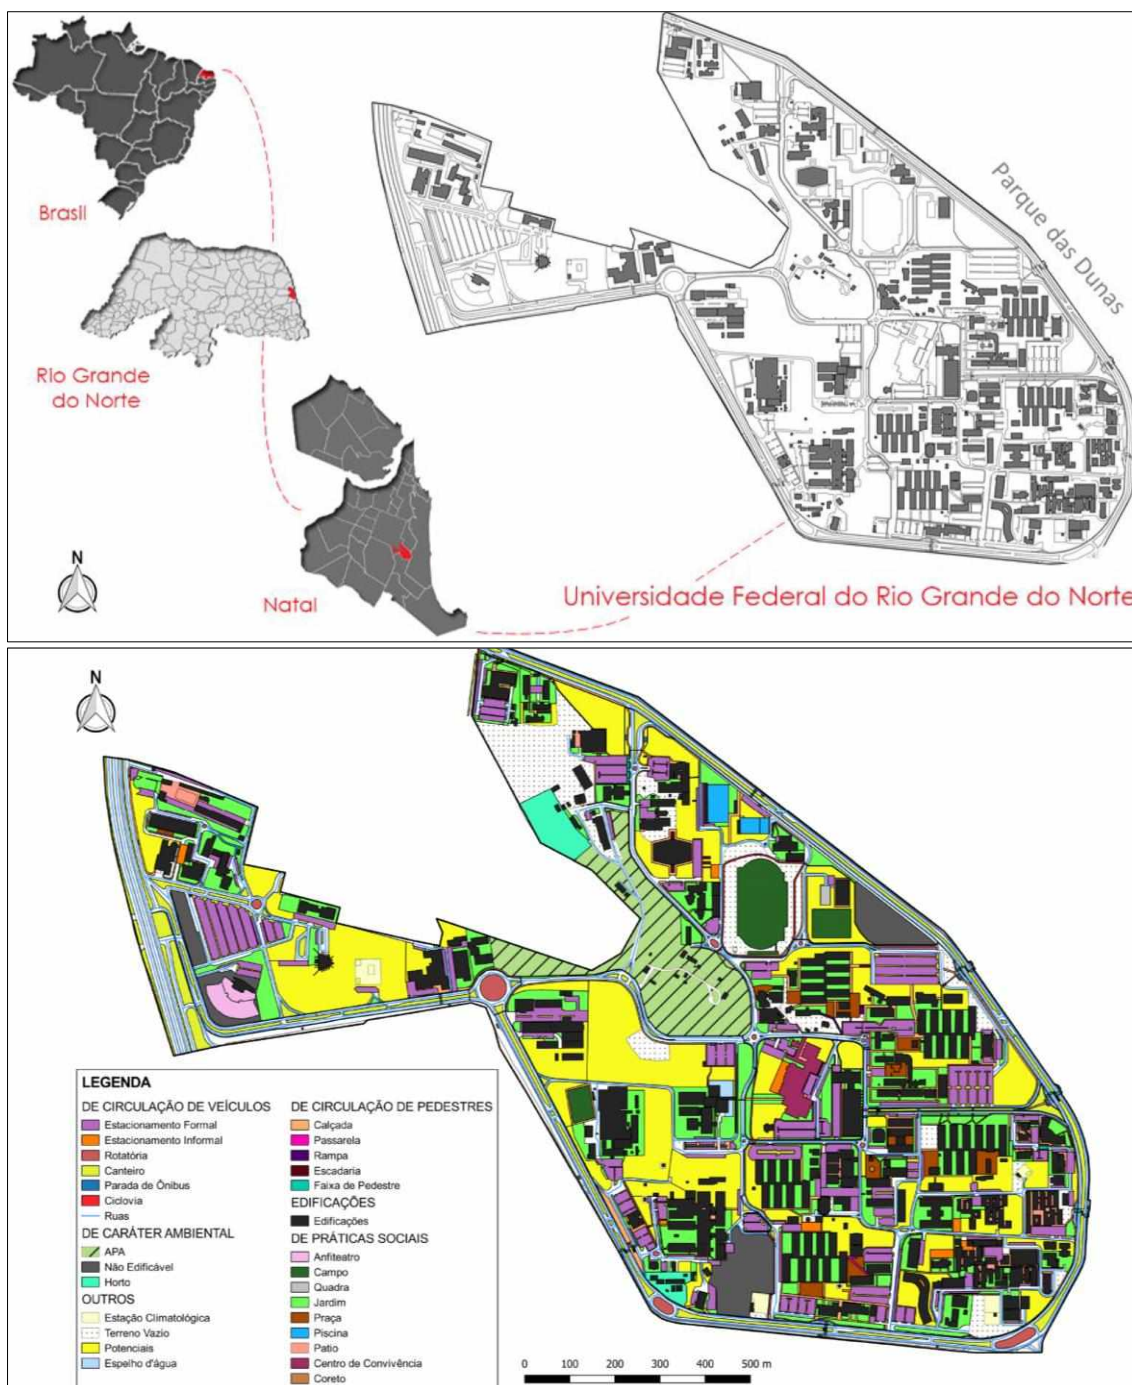 Brasil
Rio Grande
do Norte
N
Natal
Parque das Dunas
Universidade Federal do Rio Grande do Norte
N
LEGENDA
DE CIRCULAÇÃO DE VEÍCULOS
Estacionamento Formal
Estacionamento Informal
Rotatória
Canteiro
Parada de Ônibus
Ciclovia
Ruas
DE CARÁTER AMBIENTAL
APA
Não Edificável
Horto
OUTROS
Estação Climatológica
Terreno Vazio
Potenciais
Espelho d'água
DE CIRCULAÇÃO DE PEDESTRES
Calçada
Passarela
Rampa
Escadaria
Faixa de Pedestre
EDIFICAÇÕES
Edificações
DE PRÁTICAS SOCIAIS
Anfiteatro
Campo
Quadra
Jardim
Praça
Piscina
Patio
Centro de Convivência
Coreto
0 100 200 300 400 500 m